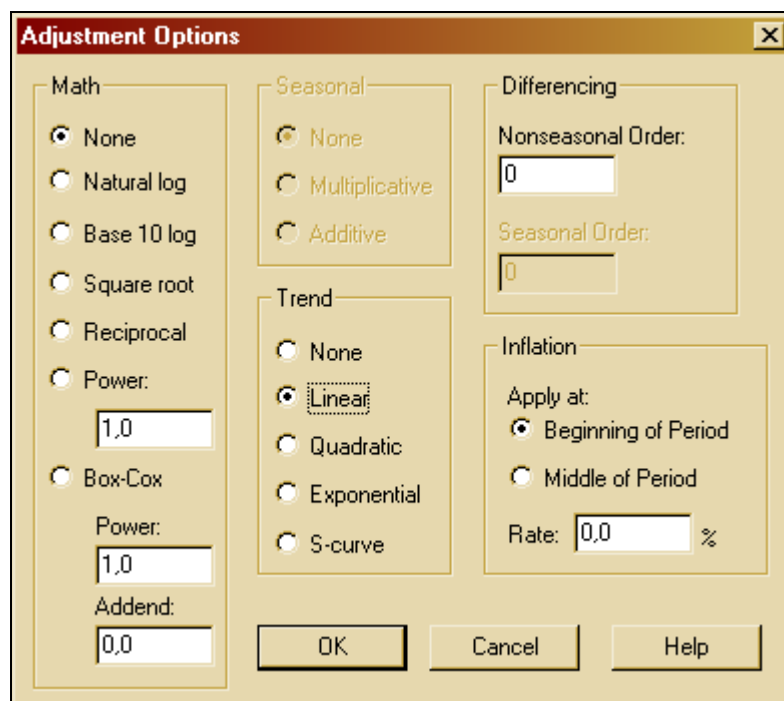 Adjustment Options
Math
None
Natural log
Base 10 log
Square root
Reciprocal
Power:
1,0
Box-Cox
Power:
1,0
Addend:
0,0
Seasonal
None
Multiplicative
Additive
Trend
None
Linear
Quadratic
Exponential
S-curve
Differencing
Nonseasonal Order:
0
Seasonal Order:
0
Inflation
Apply at:
Beginning of Period
Middle of Period
Rate: 0,0 %
OK Cancel Help